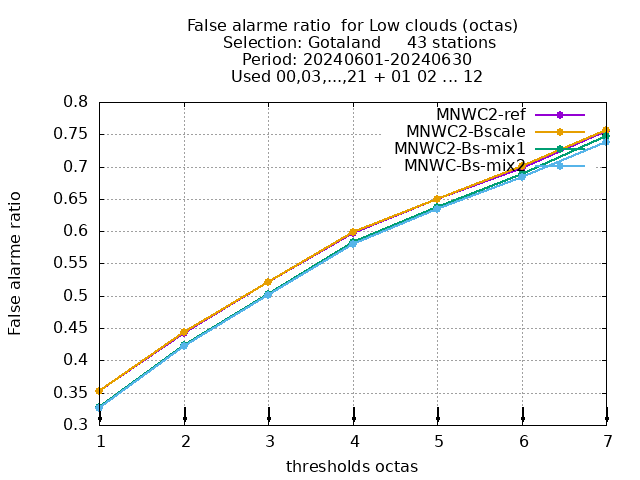 False alarme ratio  for Low clouds (octas)
Selection: Gotaland     43 stations
Period: 20240601-20240630
Used 00,03,...,21 + 01 02 ... 12
MNWC2-ref
MNWC2-Bscale
MNWC2-Bs-mix1
MNWC-Bs-mix2
False alarme ratio
0.8
0.75
0.7
0.65
0.6
0.55
0.5
0.45
0.4
0.35
0.3
1 2 3 4 5 6 7
thresholds octas